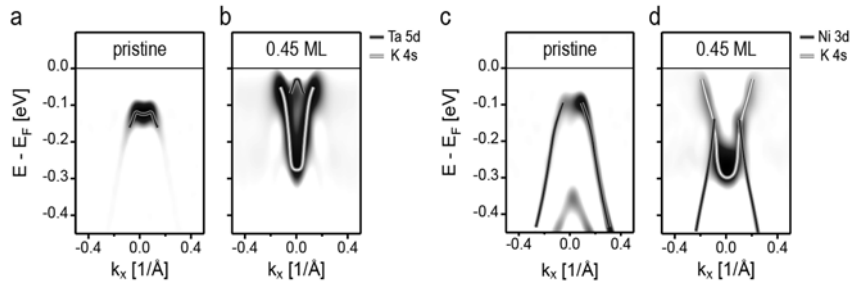 a
pristine
b
0.45 ML
Ta 5d
K 4s
c
pristine
d
0.45 ML
Ni 3d
K 4s
E - E_F [eV]
0.0
-0.1
-0.2
-0.3
-0.4
-0.4 0.0 0.4
k_x [1/Å]
-0.4 0.0 0.4
k_x [1/Å]
E - E_F [eV]
0.0
-0.1
-0.2
-0.3
-0.4
-0.4 0.0 0.4
k_x [1/Å]
-0.4 0.0 0.4
k_x [1/Å]